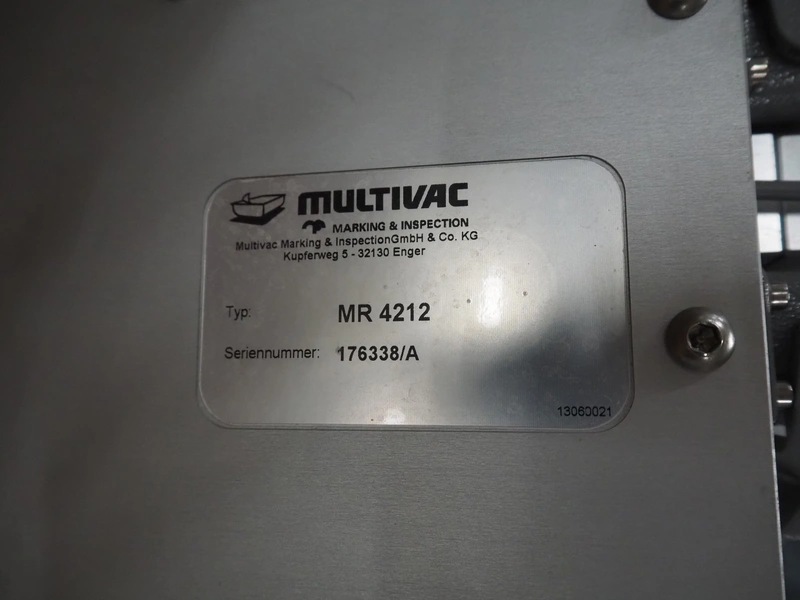 MULTIVAC
MARKING & INSPECTION
Multivac Marking & InspectionGmbH & Co. KG
Kupferweg 5 - 32130 Enger
Typ: MR 4212
Seriennummer: 176338/A
13060021